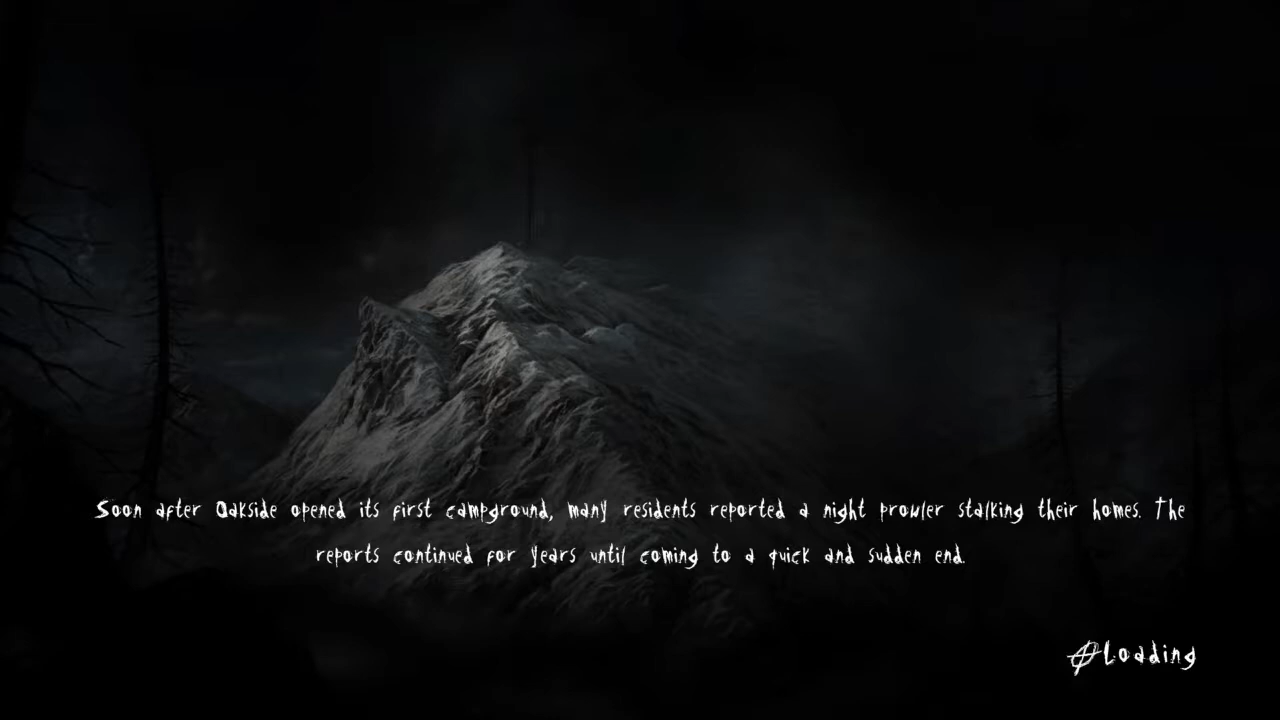 Soon after Oakside opened its first campground, many residents reported a night prowler stalking their homes. The
reports continued for years until coming to a quick and sudden end.
Loading